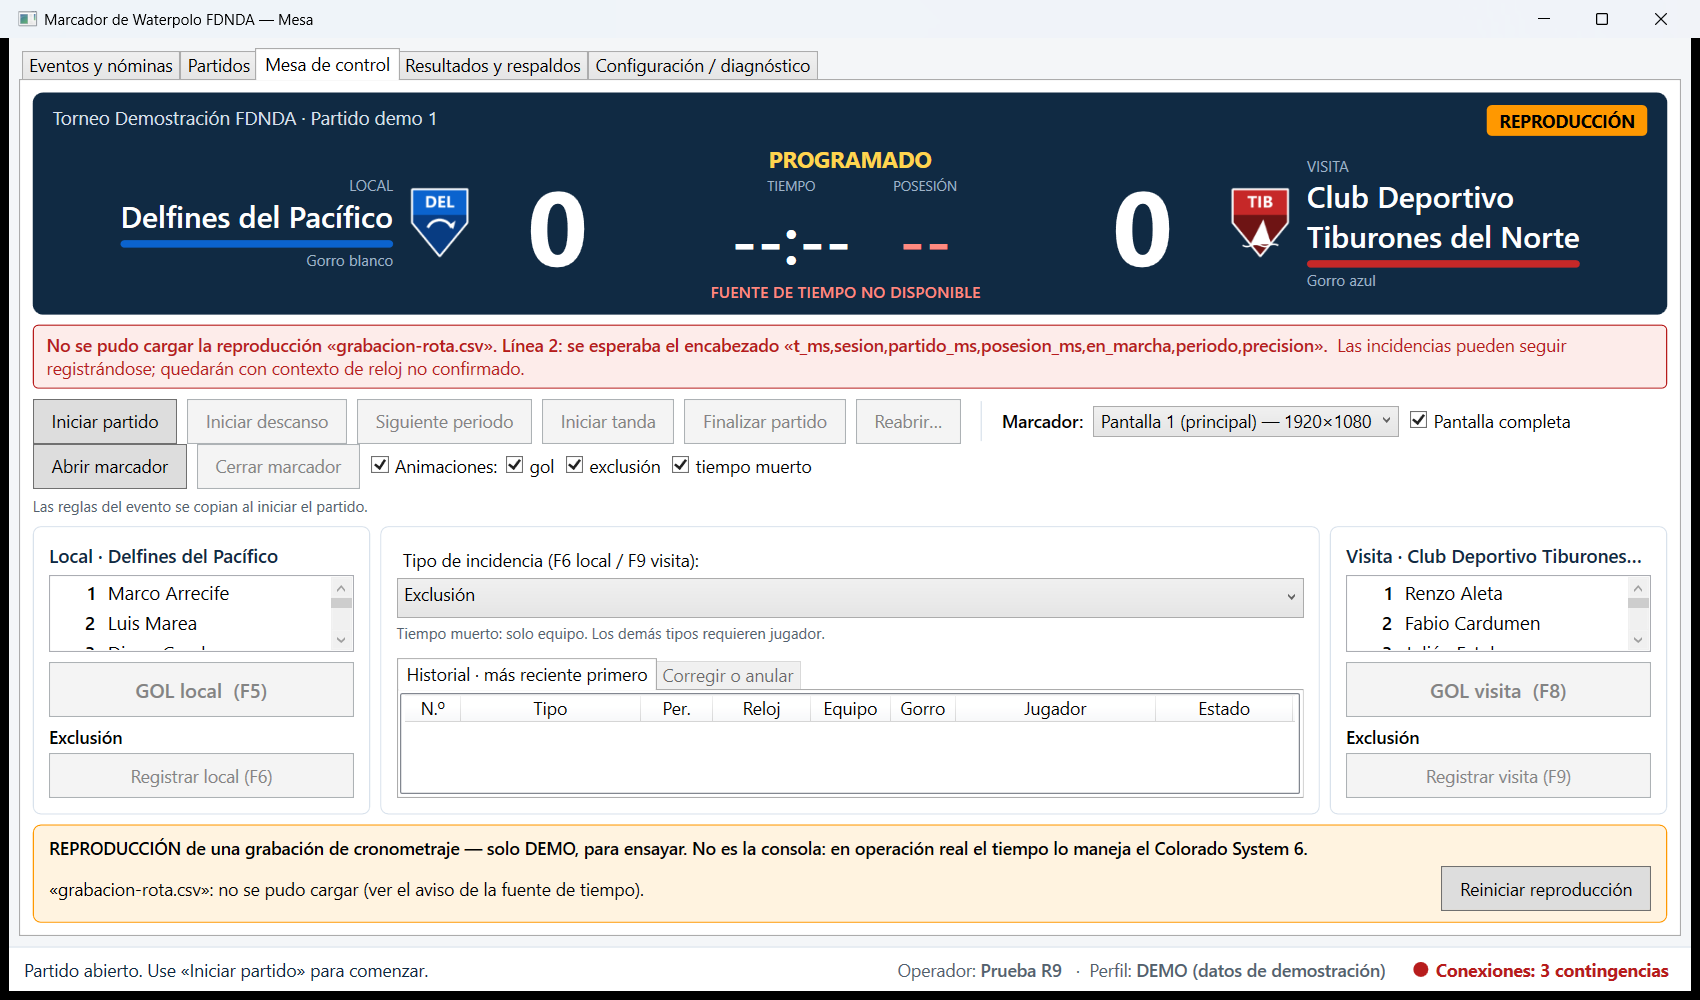 Marcador de Waterpolo FDNDA — Mesa
Eventos y nóminas
Partidos
Mesa de control
Resultados y respaldos
Configuración / diagnóstico
Torneo Demostración FDNDA · Partido demo 1
REPRODUCCIÓN
LOCAL
Delfines del Pacífico
Gorro blanco
DEL
0
PROGRAMADO
TIEMPO
POSESIÓN
--:--
--
FUENTE DE TIEMPO NO DISPONIBLE
0
TIB
VISITA
Club Deportivo
Tiburones del Norte
Gorro azul
No se pudo cargar la reproducción «grabacion-rota.csv». Línea 2: se esperaba el encabezado «t_ms,sesion,partido_ms,posesion_ms,en_marcha,periodo,precision». Las incidencias pueden seguir
registrándose; quedarán con contexto de reloj no confirmado.
Iniciar partido
Iniciar descanso
Siguiente periodo
Iniciar tanda
Finalizar partido
Reabrir...
Marcador:
Pantalla 1 (principal) — 1920×1080
Pantalla completa
Abrir marcador
Cerrar marcador
Animaciones:
gol
exclusión
tiempo muerto
Las reglas del evento se copian al iniciar el partido.
Local · Delfines del Pacífico
1 Marco Arrecife
2 Luis Marea
GOL local (F5)
Exclusión
Registrar local (F6)
Tipo de incidencia (F6 local / F9 visita):
Exclusión
Tiempo muerto: solo equipo. Los demás tipos requieren jugador.
Historial · más reciente primero
Corregir o anular
N.º Tipo Per. Reloj Equipo Gorro Jugador Estado
Visita · Club Deportivo Tiburones...
1 Renzo Aleta
2 Fabio Cardumen
GOL visita (F8)
Exclusión
Registrar visita (F9)
REPRODUCCIÓN de una grabación de cronometraje — solo DEMO, para ensayar. No es la consola: en operación real el tiempo lo maneja el Colorado System 6.
«grabacion-rota.csv»: no se pudo cargar (ver el aviso de la fuente de tiempo).
Reiniciar reproducción
Partido abierto. Use «Iniciar partido» para comenzar.
Operador: Prueba R9 · Perfil: DEMO (datos de demostración)
Conexiones: 3 contingencias